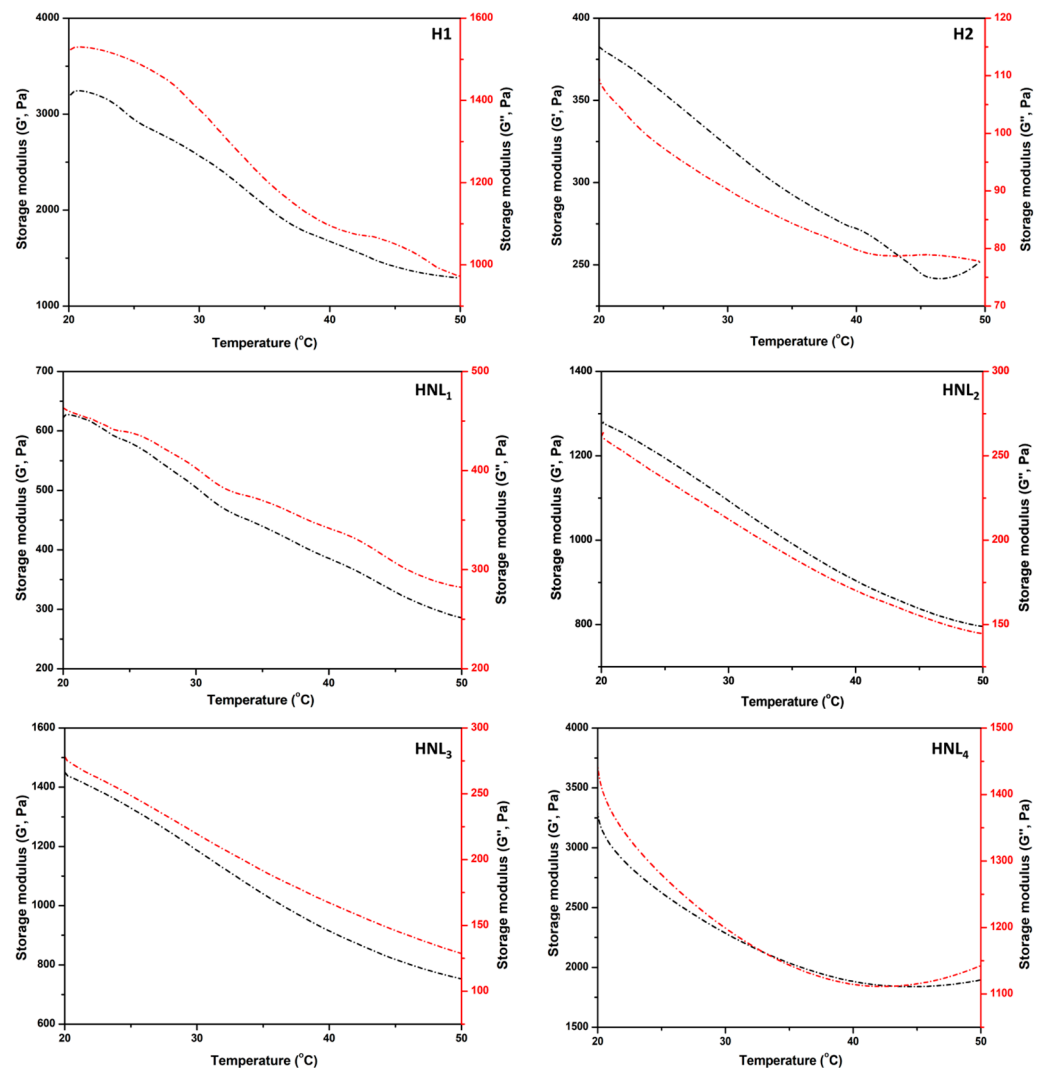 H1
Storage modulus (G', Pa)
4000
3000
2000
1000
1600
1400
1200
1000
Storage modulus (G'', Pa)
20 30 40 50
Temperature (°C)
H2
Storage modulus (G', Pa)
400
350
300
250
120
110
100
90
80
70
Storage modulus (G'', Pa)
20 30 40 50
Temperature (°C)
HNL₁
Storage modulus (G', Pa)
700
600
500
400
300
200
500
400
300
200
Storage modulus (G'', Pa)
20 30 40 50
Temperature (°C)
HNL₂
Storage modulus (G', Pa)
1400
1200
1000
800
300
250
200
150
Storage modulus (G'', Pa)
20 30 40 50
Temperature (°C)
HNL₃
Storage modulus (G', Pa)
1600
1400
1200
1000
800
600
300
250
200
150
100
Storage modulus (G'', Pa)
20 30 40 50
Temperature (°C)
HNL₄
Storage modulus (G', Pa)
4000
3500
3000
2500
2000
1500
1500
1400
1300
1200
1100
Storage modulus (G'', Pa)
20 30 40 50
Temperature (°C)